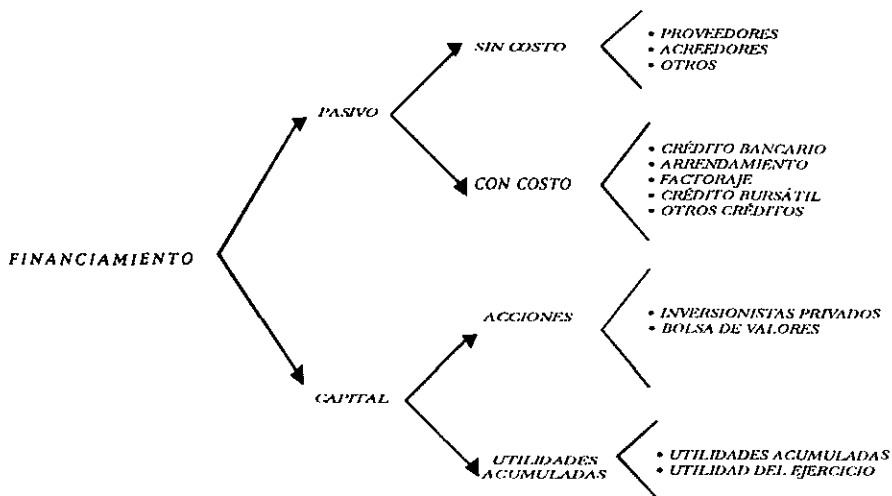 FINANCIAMIENTO
PASIVO
SIN COSTO
• PROVEEDORES
• ACREEDORES
• OTROS
CON COSTO
• CRÉDITO BANCARIO
• ARRENDAMIENTO
• FACTORAJE
• CRÉDITO BURSÁTIL
• OTROS CRÉDITOS
CAPITAL
ACCIONES
• INVERSIONISTAS PRIVADOS
• BOLSA DE VALORES
UTILIDADES
ACUMULADAS
• UTILIDADES ACUMULADAS
• UTILIDAD DEL EJERCICIO